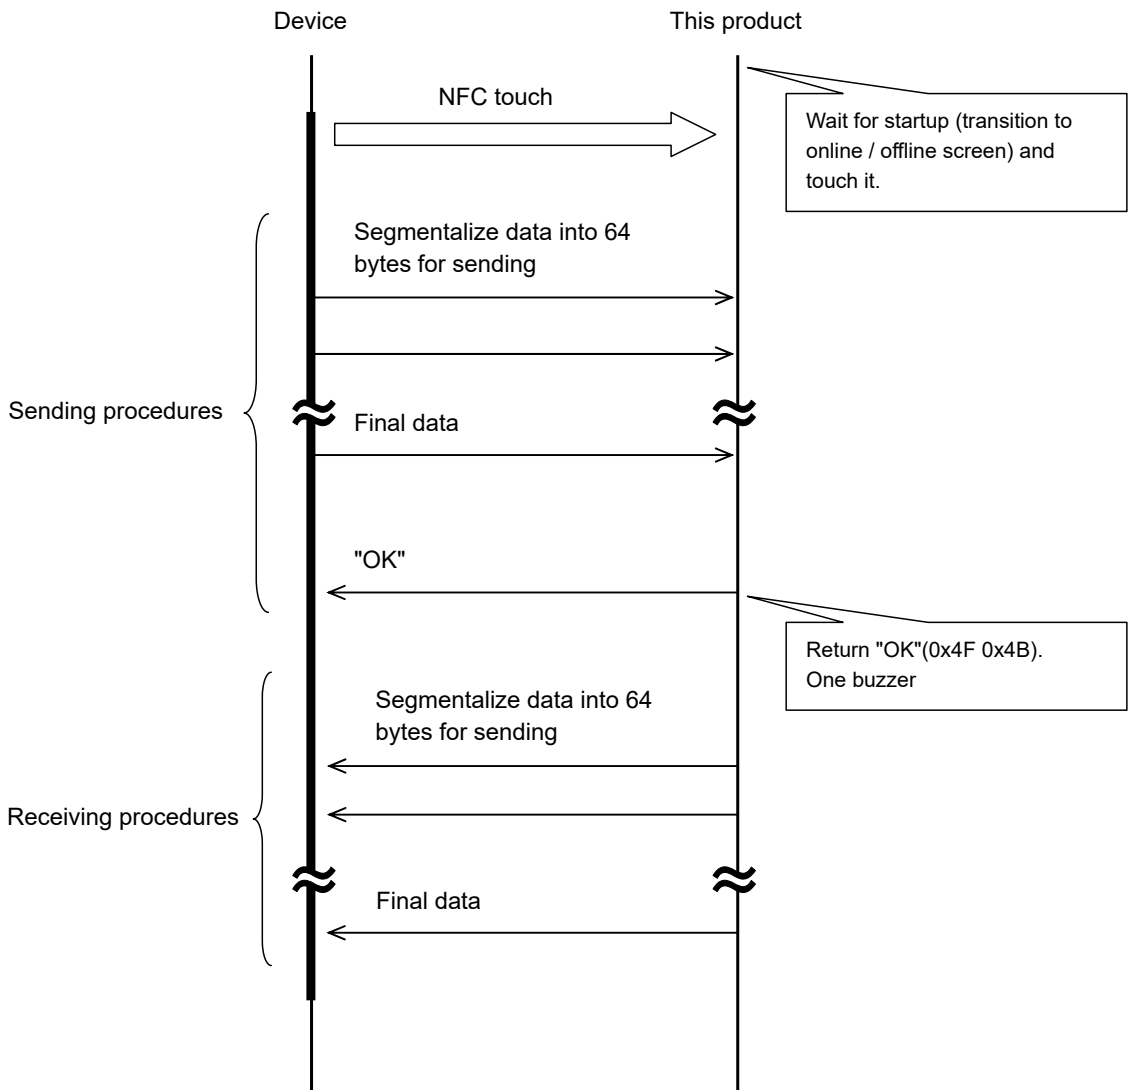 Device
This product
NFC touch
Wait for startup (transition to
online / offline screen) and
touch it.
Segmentalize data into 64
bytes for sending
Sending procedures
Final data
"OK"
Return "OK"(0x4F 0x4B).
One buzzer
Segmentalize data into 64
bytes for sending
Receiving procedures
Final data